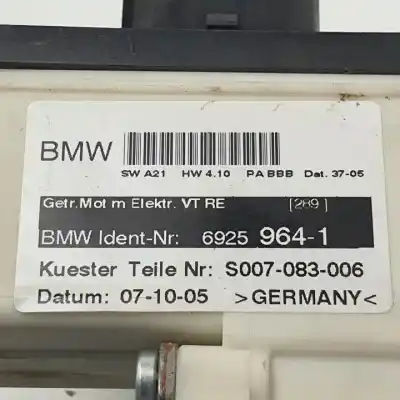 BMW
SW A21 HW 4.10 PA BBB Dat. 37-05
Getr.Mot m Elektr. VT RE [289]
BMW Ident-Nr: 6925 964-1
Kuester Teile Nr: S007-083-006
Datum: 07-10-05 >GERMANY<